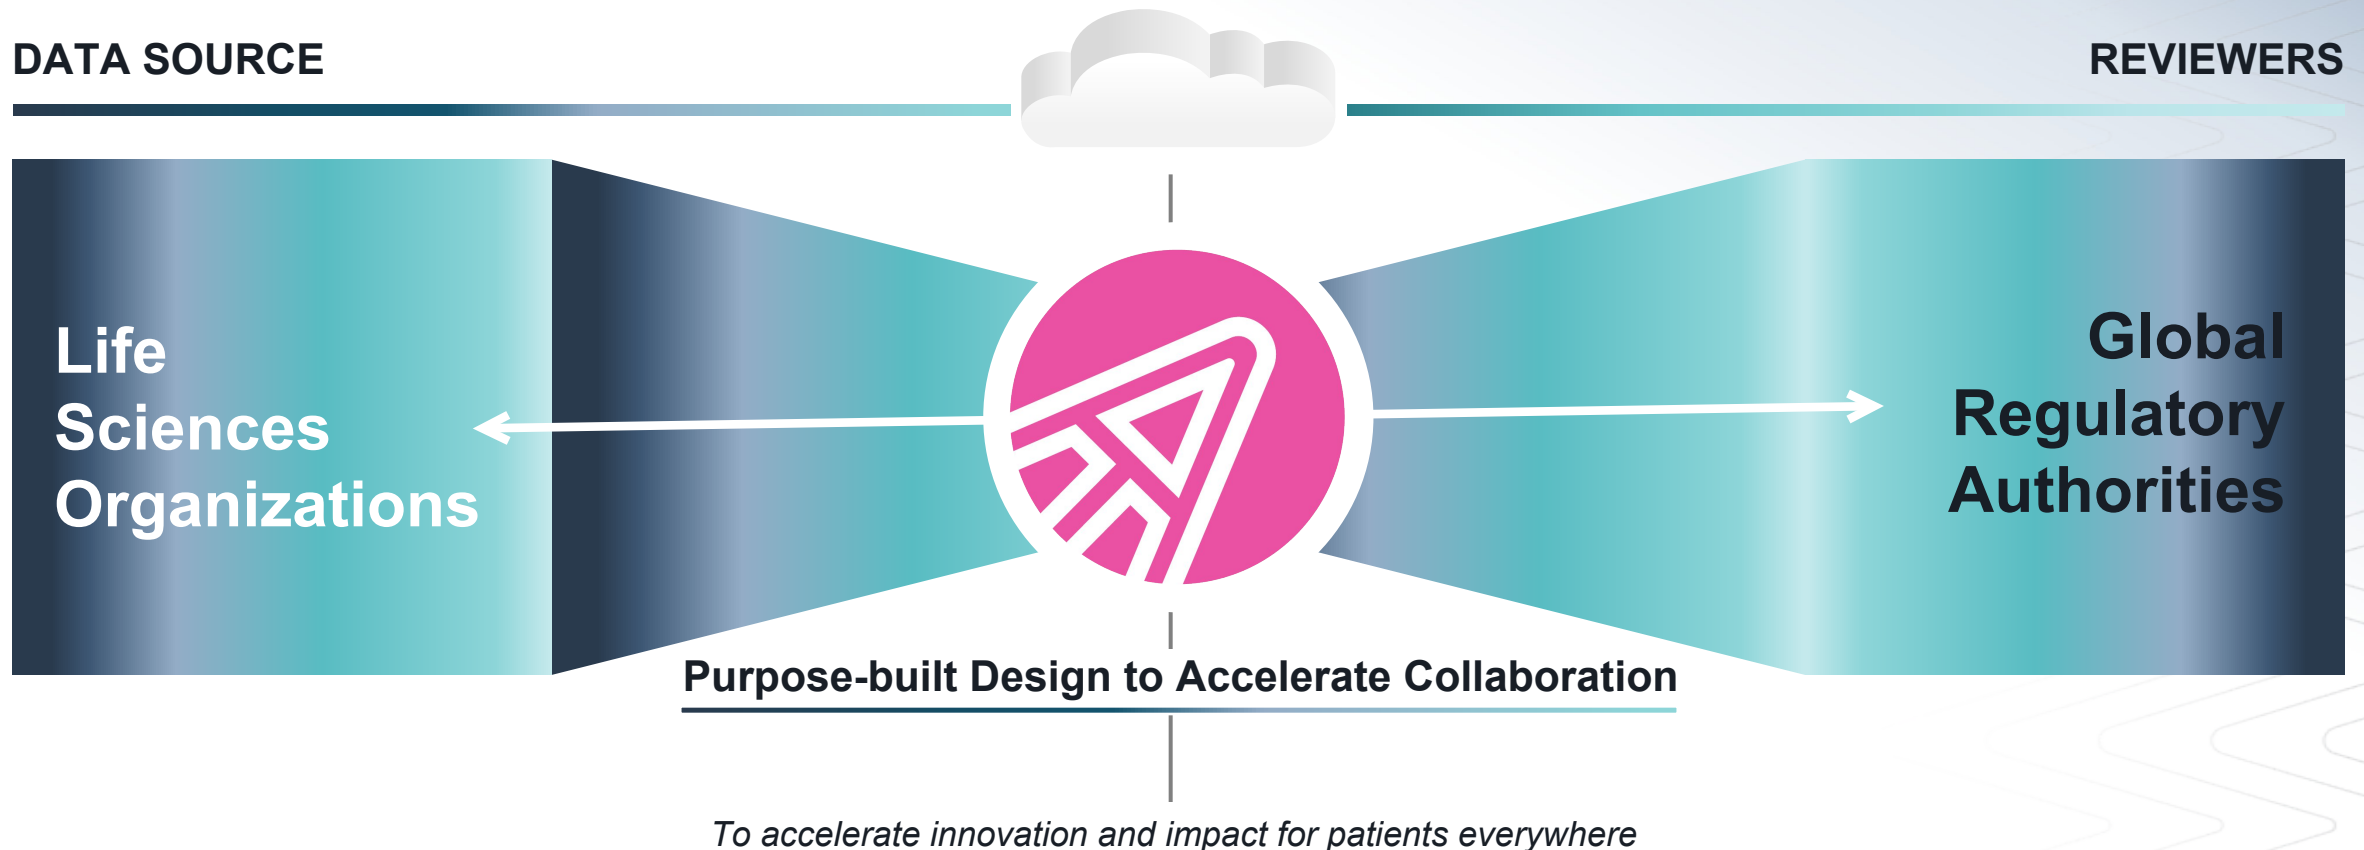 DATA SOURCE
REVIEWERS
Life
Sciences
Organizations
Global
Regulatory
Authorities
Purpose-built Design to Accelerate Collaboration
To accelerate innovation and impact for patients everywhere